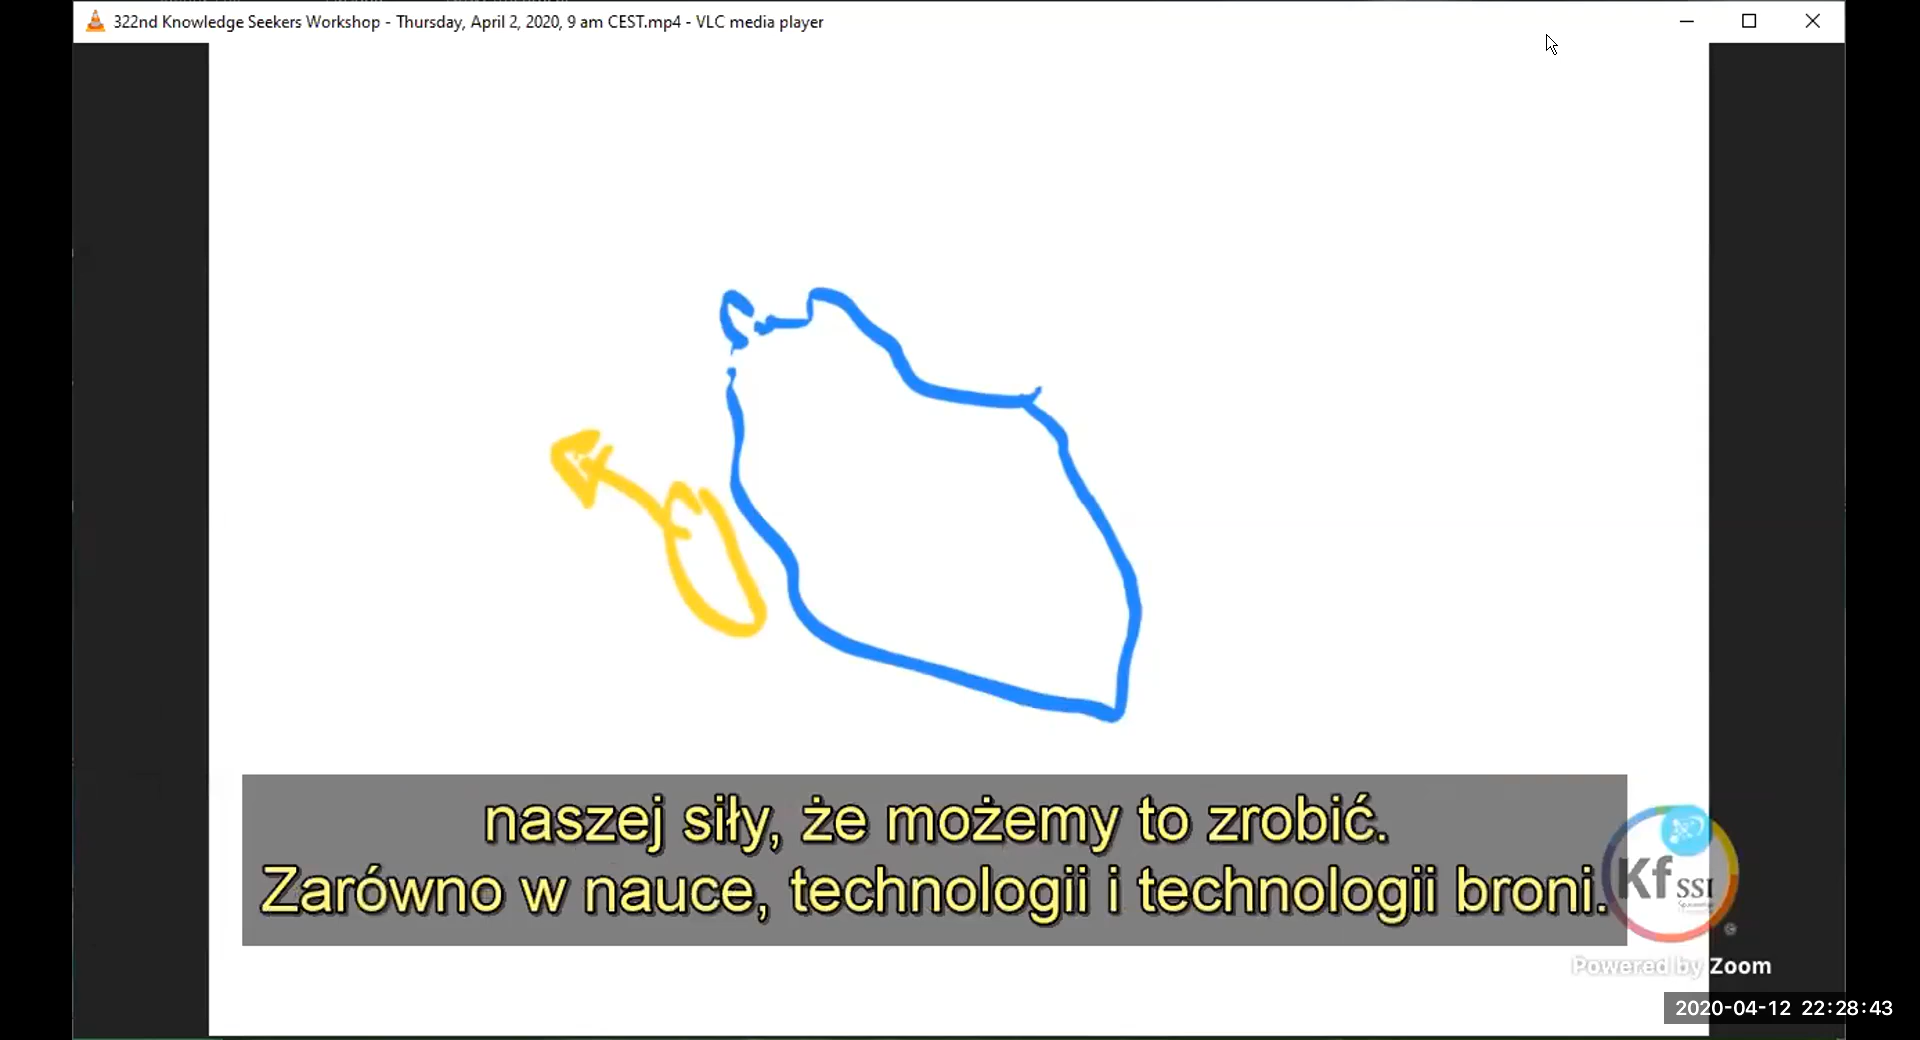 322nd Knowledge Seekers Workshop - Thursday, April 2, 2020, 9 am CEST.mp4 - VLC media player
naszej siły, że możemy to zrobić.
Zarówno w nauce, technologii i technologii broni.
Kf SSI
Powered by Zoom
2020-04-12 22:28:43